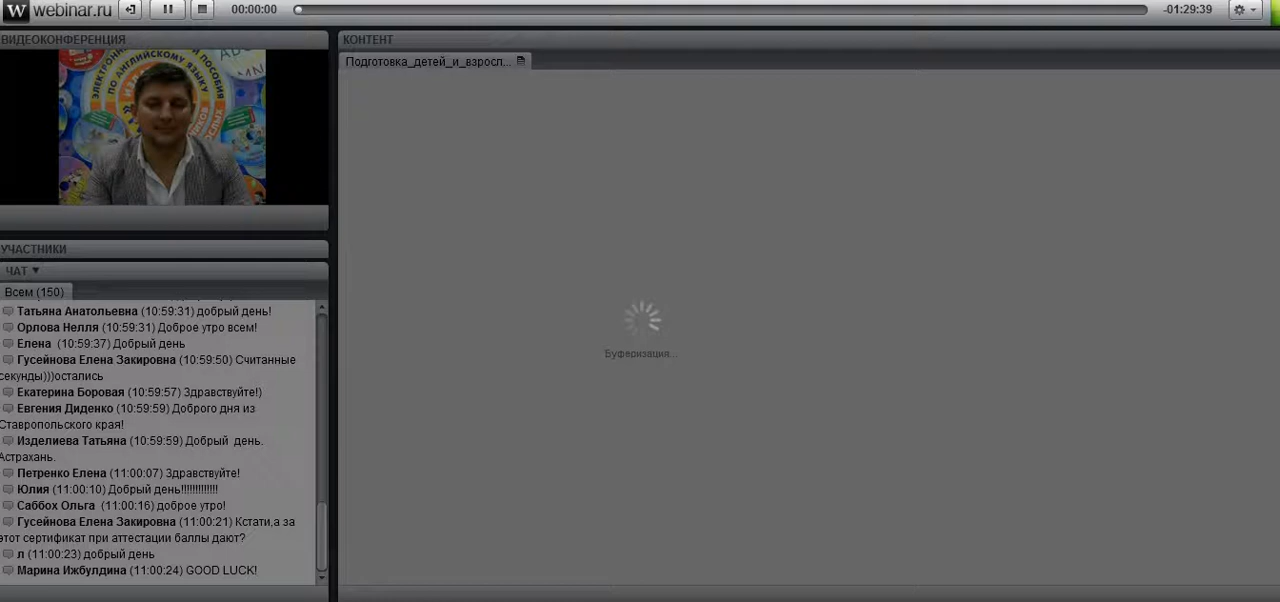 W webinar.ru
00:00:00
-01:29:39
ВИДЕОКОНФЕРЕНЦИЯ
КОНТЕНТ
Подготовка_детей_и_взросл...
ЭЛЕКТРОННЫЕ
ПОСОБИЯ
ПО АНГЛИЙСКОМУ ЯЗЫКУ
УЧАСТНИКИ
ЧАТ
Всем (150)
Татьяна Анатольевна (10:59:31) добрый день!
Орлова Нелля (10:59:31) Доброе утро всем!
Елена (10:59:37) Добрый день
Гусейнова Елена Закировна (10:59:50) Считанные
секунды)))остались
Екатерина Боровая (10:59:57) Здравствуйте!)
Евгения Диденко (10:59:59) Доброго дня из
Ставропольского края!
Изделиева Татьяна (10:59:59) Добрый день.
Астрахань.
Петренко Елена (11:00:07) Здравствуйте!
Юлия (11:00:10) Добрый день!!!!!!!!!!!!!
Саббох Ольга (11:00:16) доброе утро!
Гусейнова Елена Закировна (11:00:21) Кстати,а за
этот сертификат при аттестации баллы дают?
л (11:00:23) добрый день
Марина Ижбулдина (11:00:24) GOOD LUCK!
Буферизация...